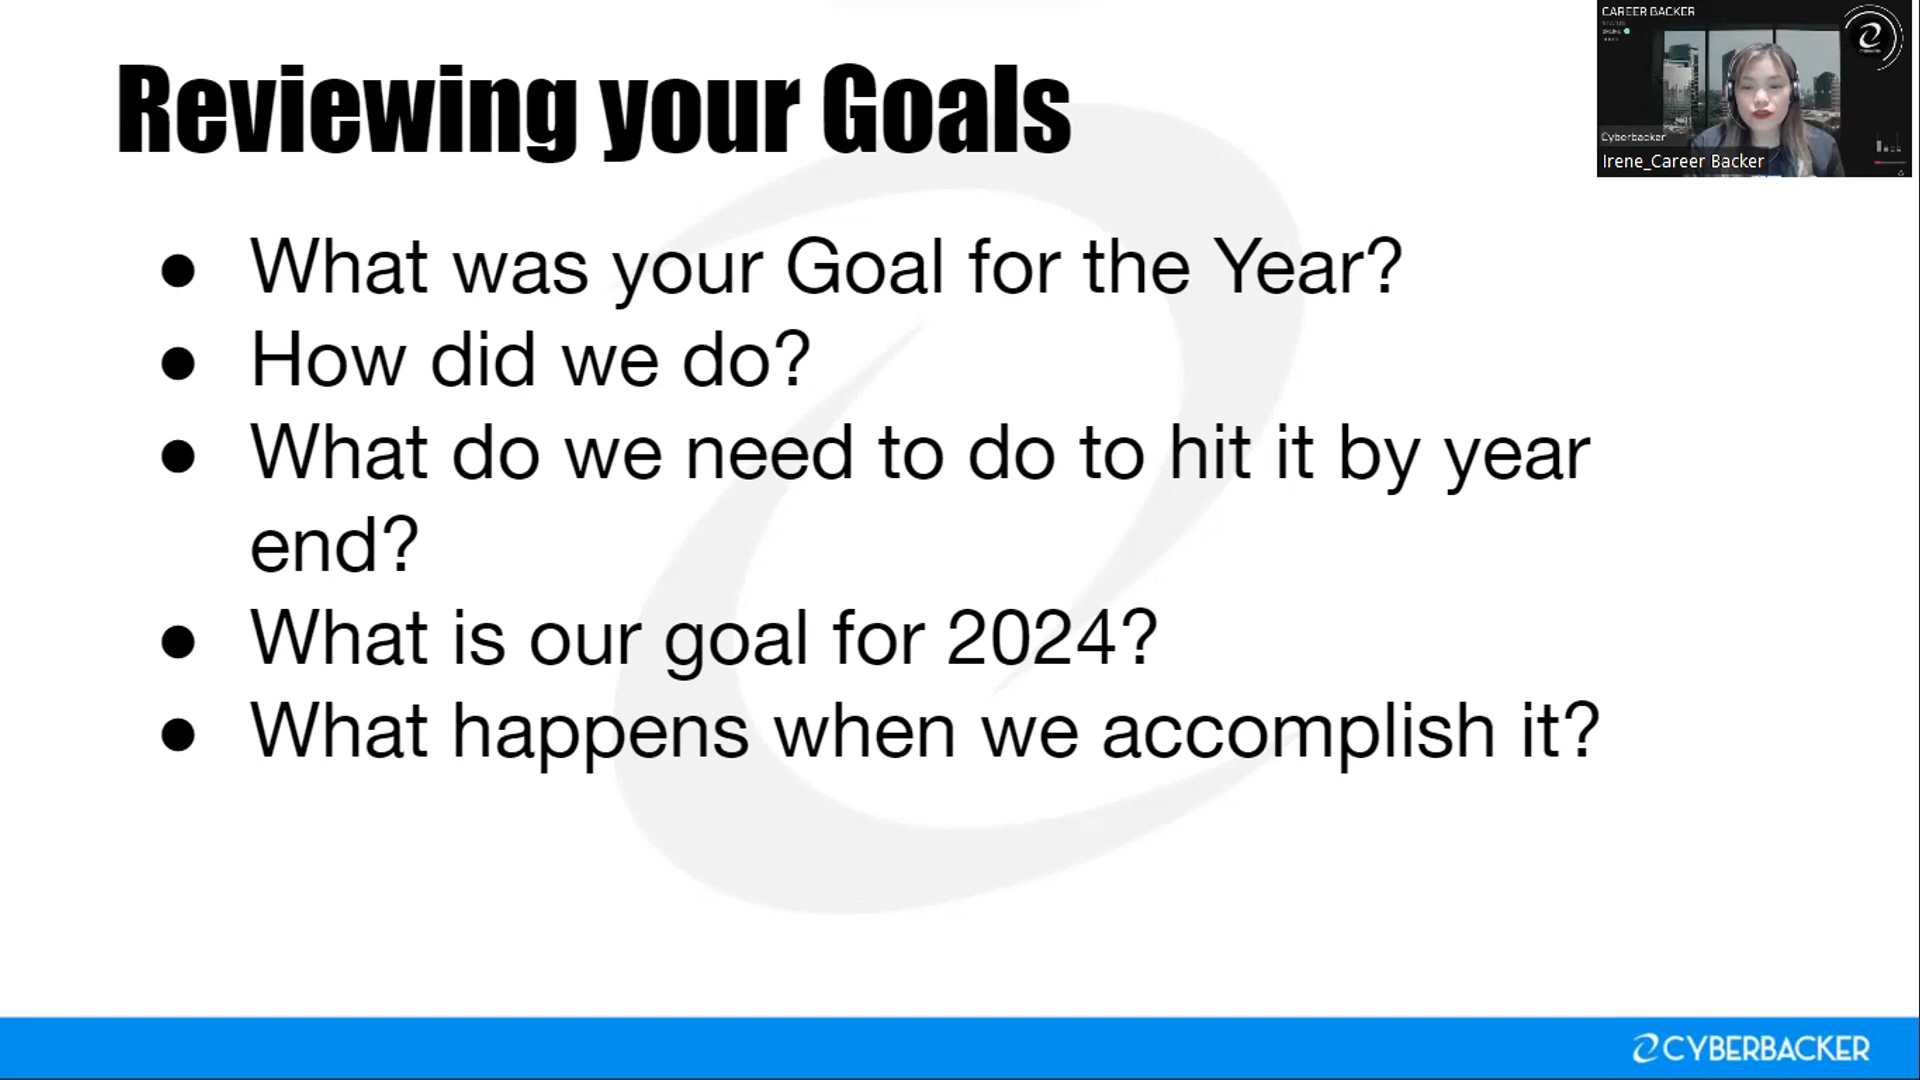 Reviewing your Goals
● What was your Goal for the Year?
● How did we do?
● What do we need to do to hit it by year
end?
● What is our goal for 2024?
● What happens when we accomplish it?
CAREER BACKER
Cyberbacker
Irene_Career Backer
CYBERBACKER